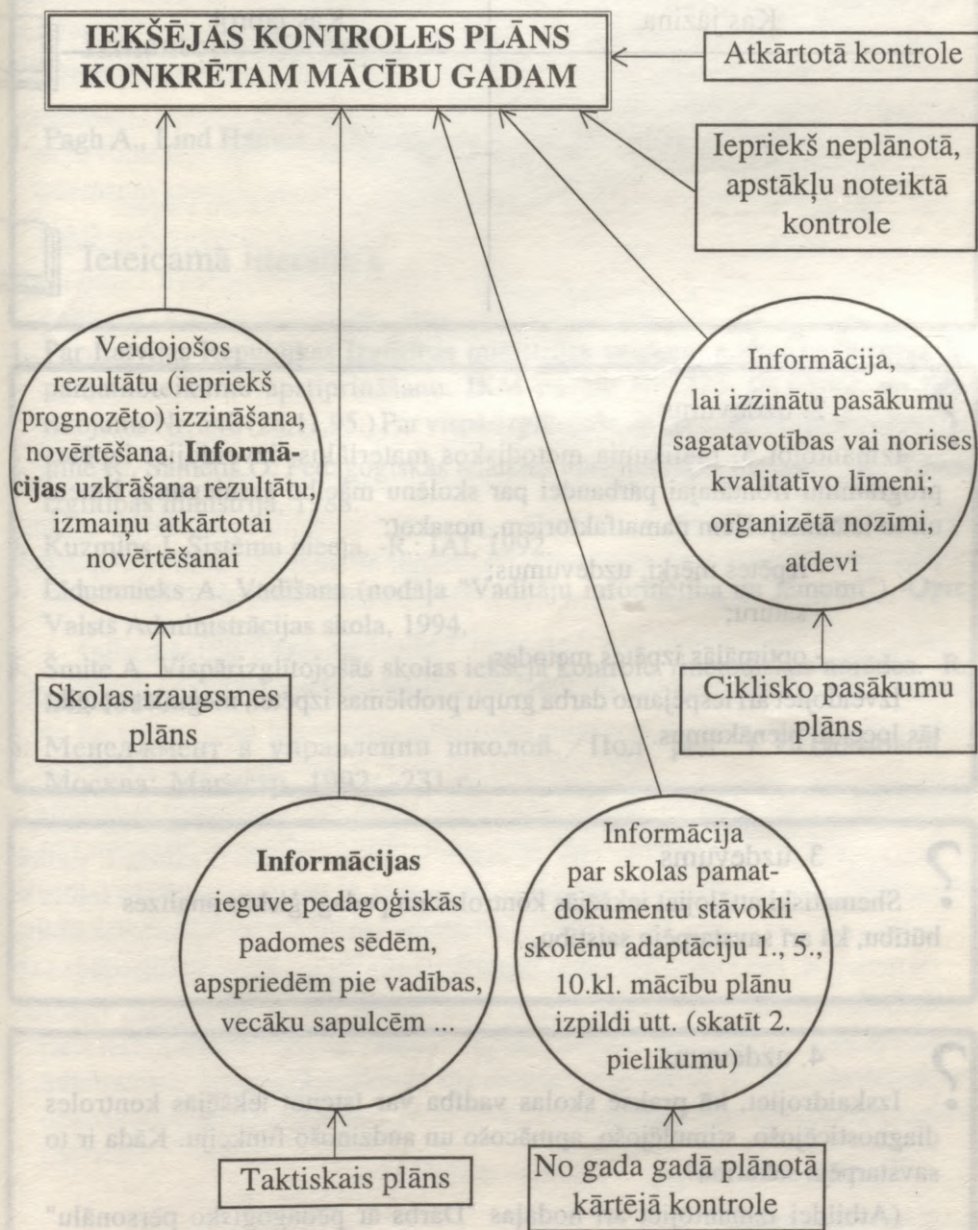 IEKŠĒJĀS KONTROLES PLĀNS
KONKRĒTAM MĀCĪBU GADAM
Atkārtotā kontrole
Iepriekš neplānotā,
apstākļu noteiktā
kontrole
Veidojošos
rezultātu (iepriekš
prognozēto) izzināšana,
novērtēšana. Informā-
cijas uzkrāšana rezultātu,
izmaiņu atkārtotai
novērtēšanai
Informācija,
lai izzinātu pasākumu
sagatavotības vai norises
kvalitatīvo līmeni;
organizētā nozīmi,
atdevi
Skolas izaugsmes
plāns
Ciklisko pasākumu
plāns
Informācijas
ieguve pedagoģiskās
padomes sēdēm,
apspriedēm pie vadības,
vecāku sapulcēm ...
Informācija
par skolas pamat-
dokumentu stāvokli
skolēnu adaptāciju 1., 5.,
10.kl. mācību plānu
izpildi utt. (skatīt 2.
pielikumu)
Taktiskais plāns
No gada gadā plānotā
kārtējā kontrole